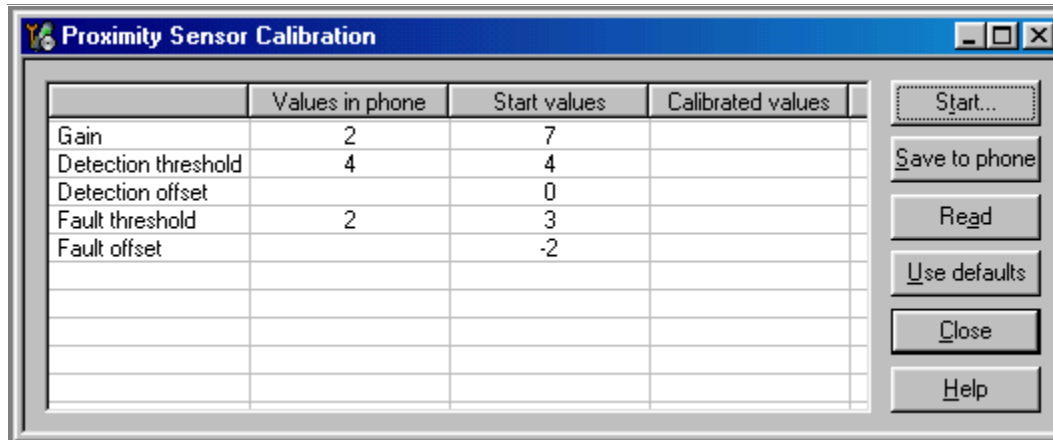 Proximity Sensor Calibration
Values in phone Start values Calibrated values
Gain 2 7
Detection threshold 4 4
Detection offset 0
Fault threshold 2 3
Fault offset -2
Start...
Save to phone
Read
Use defaults
Close
Help